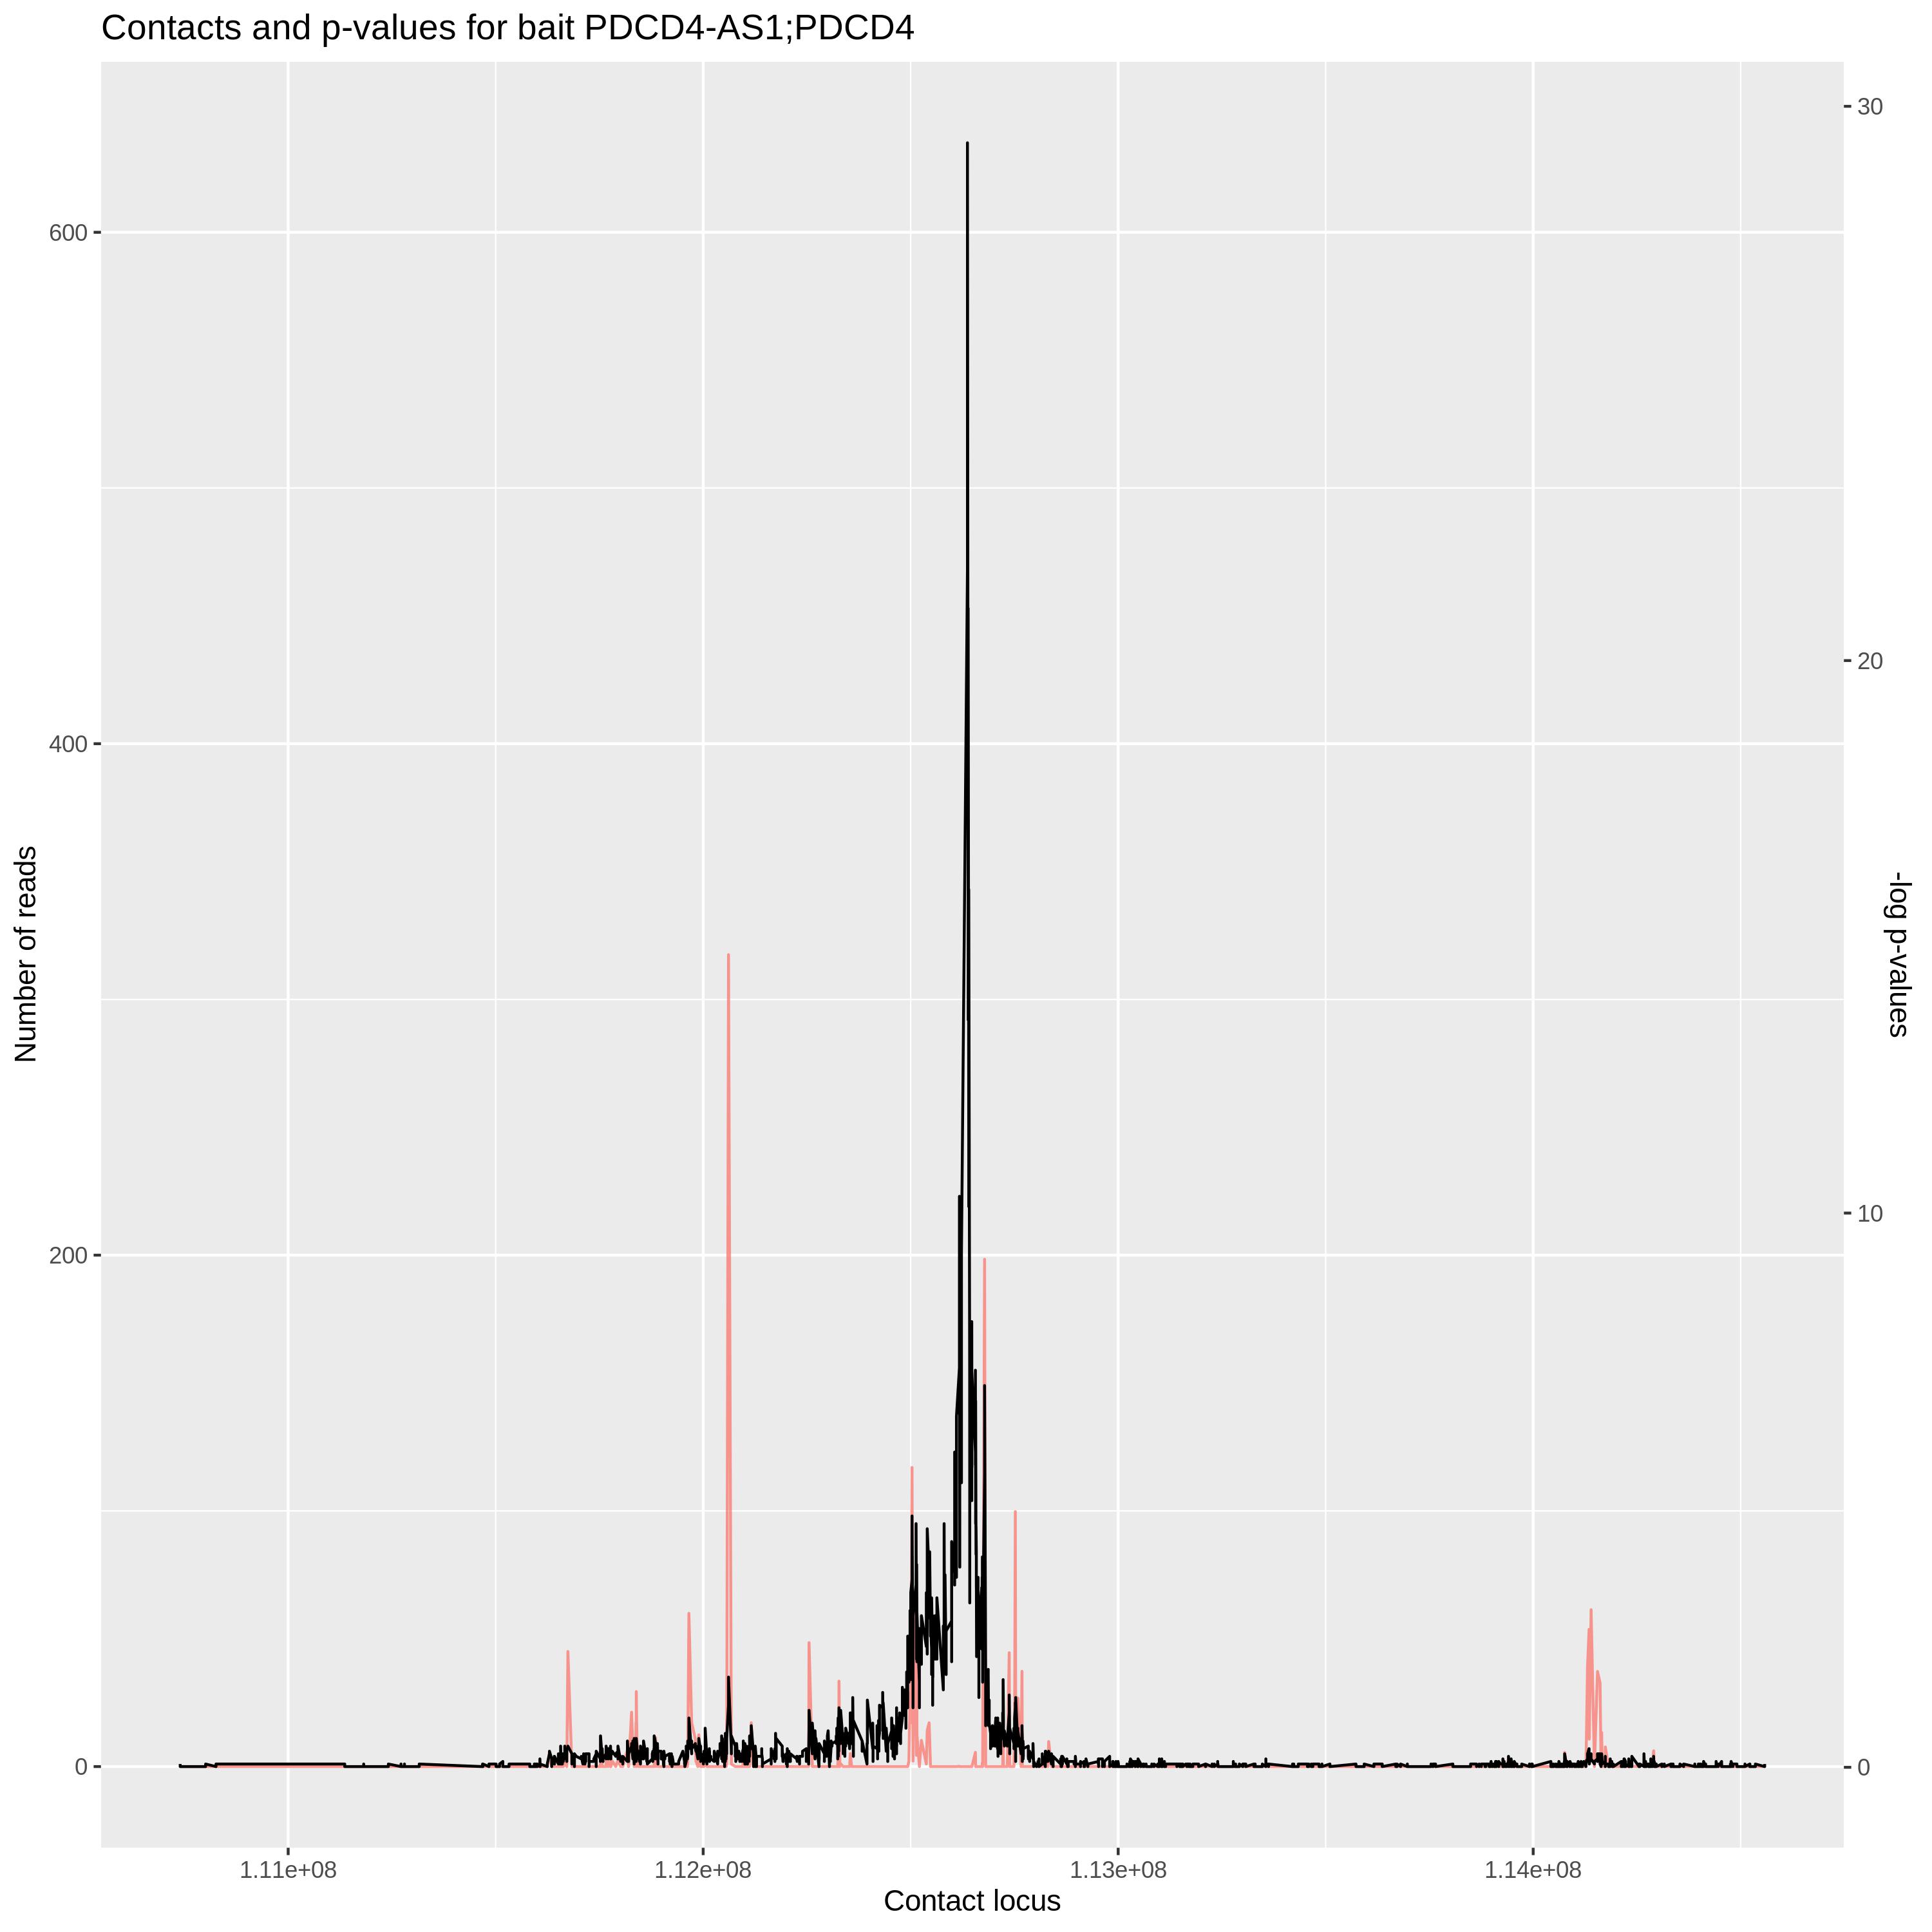 Contacts and p-values for bait PDCD4-AS1;PDCD4
30
600
20
400
Number of reads
-log p-values
10
200
0
0
1.11e+08
1.12e+08
1.13e+08
1.14e+08
Contact locus